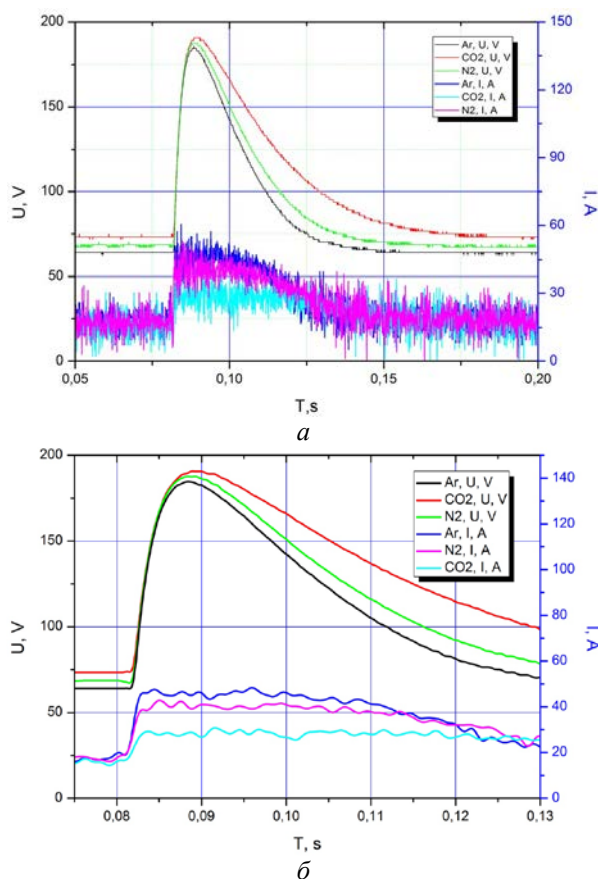 200
150
100
50
0
U, V
150
120
90
60
30
0
I, A
Ar, U, V
CO2, U, V
N2, U, V
Ar, I, A
CO2, I, A
N2, I, A
0,05
0,10
0,15
0,20
T,s
а
200
150
100
50
0
U, V
140
120
100
80
60
40
20
0
I, A
Ar, U, V
CO2, U, V
N2, U, V
Ar, I, A
N2, I, A
CO2, I, A
0,08
0,09
0,10
0,11
0,12
0,13
T, s
б